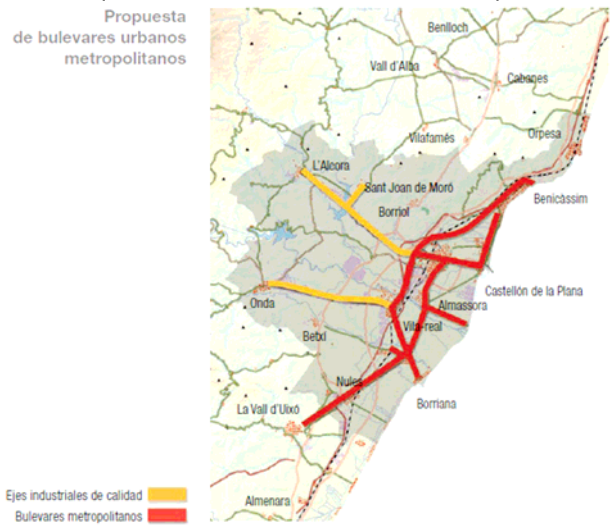 Propuesta
de bulevares urbanos
metropolitanos
Benlloch
Vall d'Alba
Cabanes
Vilafamés
Orpesa
L'Alcora
Sant Joan de Moró
Benicàssim
Borriol
Castellón de la Plana
Onda
Almassora
Vila-real
Betxí
Nules
Borriana
La Vall d'Uixó
Ejes industriales de calidad
Almenara
Bulevares metropolitanos